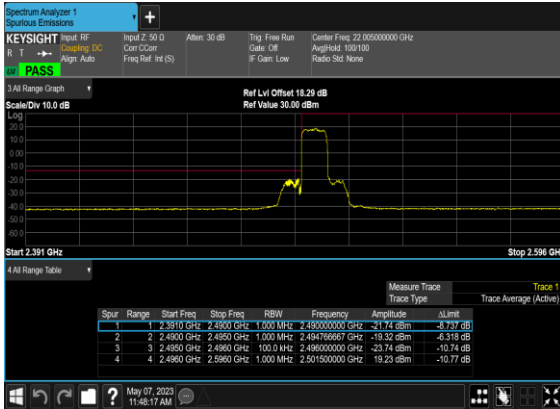 Spectrum Analyzer 1
Spurious Emissions
KEYSIGHT
R T
Input: RF
Coupling: DC
Align: Auto
Input Z: 50 Ω
Corr CCorr
Freq Ref: Int (S)
Atten: 30 dB
Trig: Free Run
Gate: Off
IF Gain: Low
Center Freq: 22.005000000 GHz
Avg|Hold: 100/100
Radio Std: None
PASS
3 All Range Graph
Ref Lvl Offset 18.29 dB
Scale/Div 10.0 dB
Ref Value 30.00 dBm
Log
20.0
10.0
0.00
-10.0
-20.0
-30.0
-40.0
-50.0
-60.0
Start 2.391 GHz
Stop 2.596 GH
4 All Range Table
Measure Trace Trace 1
Trace Type Trace Average (Active)
Spur Range Start Freq Stop Freq RBW Frequency Amplitude ΔLimit
1 1 2.3910 GHz 2.4900 GHz 1.000 MHz 2.490000000 GHz -21.74 dBm -8.737 dB
2 2 2.4900 GHz 2.4950 GHz 1.000 MHz 2.494766667 GHz -19.32 dBm -6.318 dB
3 3 2.4950 GHz 2.4960 GHz 100.0 kHz 2.496000000 GHz -23.74 dBm -10.74 dB
4 4 2.4960 GHz 2.5960 GHz 1.000 MHz 2.501500000 GHz 19.23 dBm -10.77 dB
May 07, 2023
11:48:17 AM